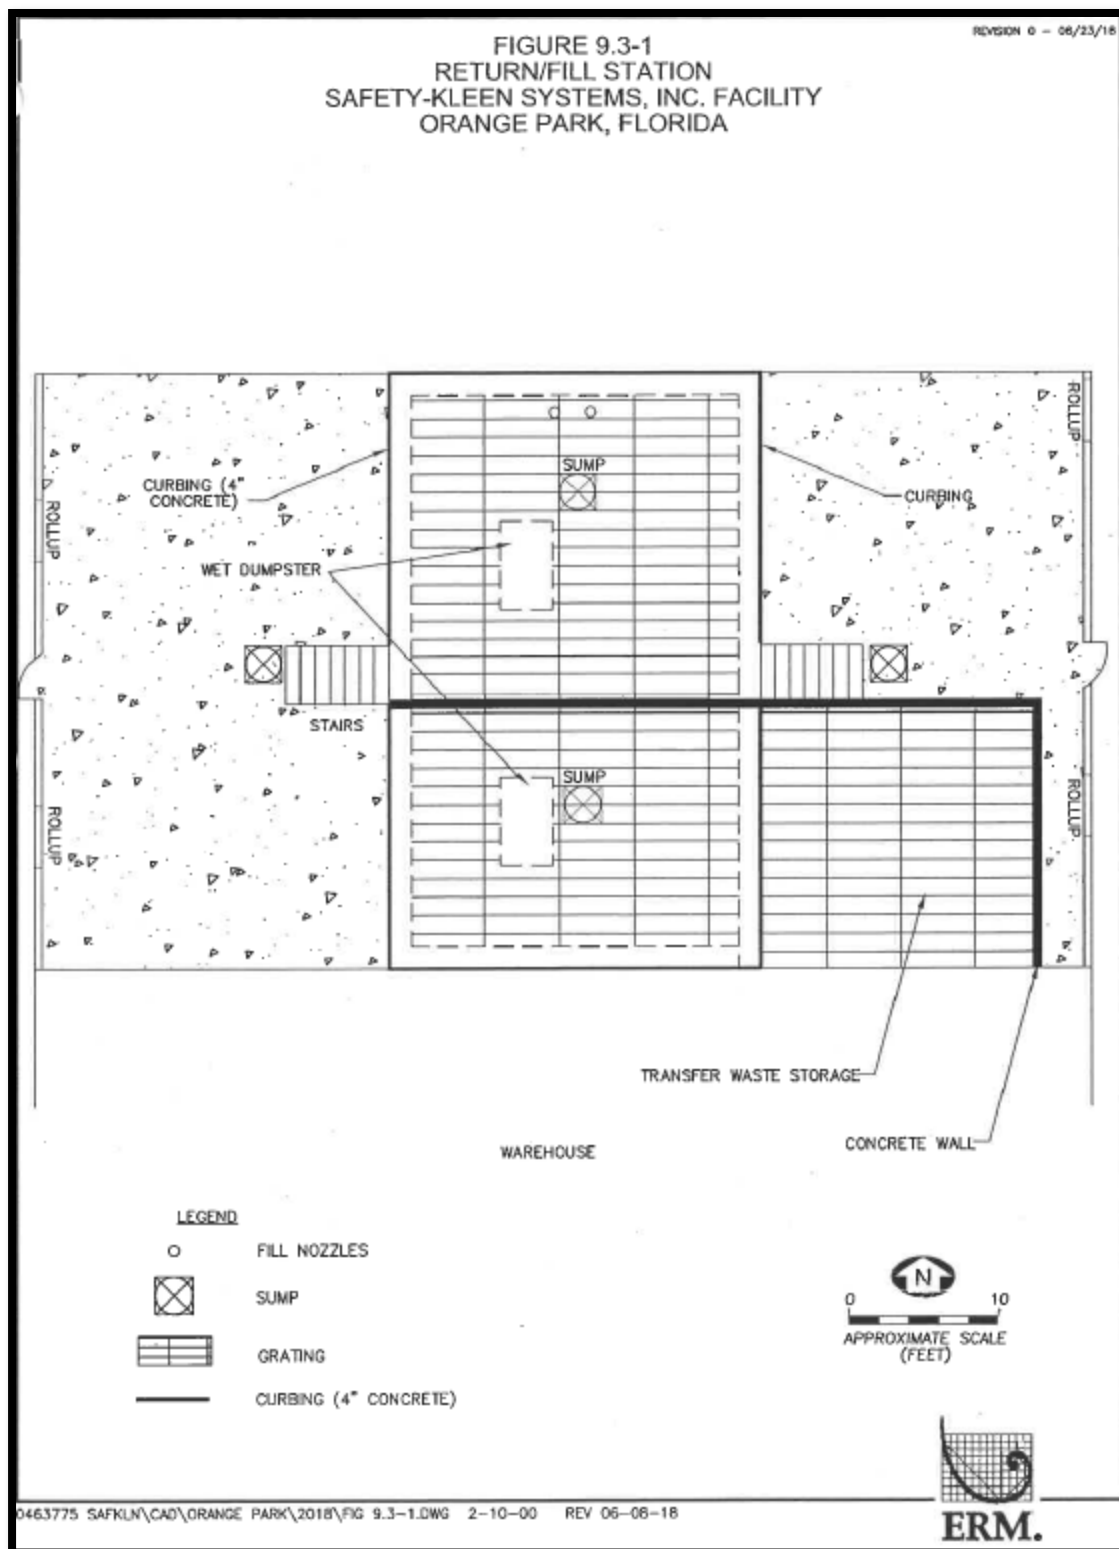 REVISION 0 - 06/23/18
FIGURE 9.3-1
RETURN/FILL STATION
SAFETY-KLEEN SYSTEMS, INC. FACILITY
ORANGE PARK, FLORIDA
ROLLUP
SUMP
CURBING (4"
CONCRETE)
CURBING
ROLLUP
WET DUMPSTER
STAIRS
SUMP
ROLLUP
ROLLUP
TRANSFER WASTE STORAGE
CONCRETE WALL
WAREHOUSE
LEGEND
FILL NOZZLES
SUMP
GRATING
CURBING (4" CONCRETE)
N
0 10
APPROXIMATE SCALE
(FEET)
0463775 SAFKLN\CAD\ORANGE PARK\2018\FIG 9.3-1.DWG 2-10-00 REV 06-08-18
ERM.